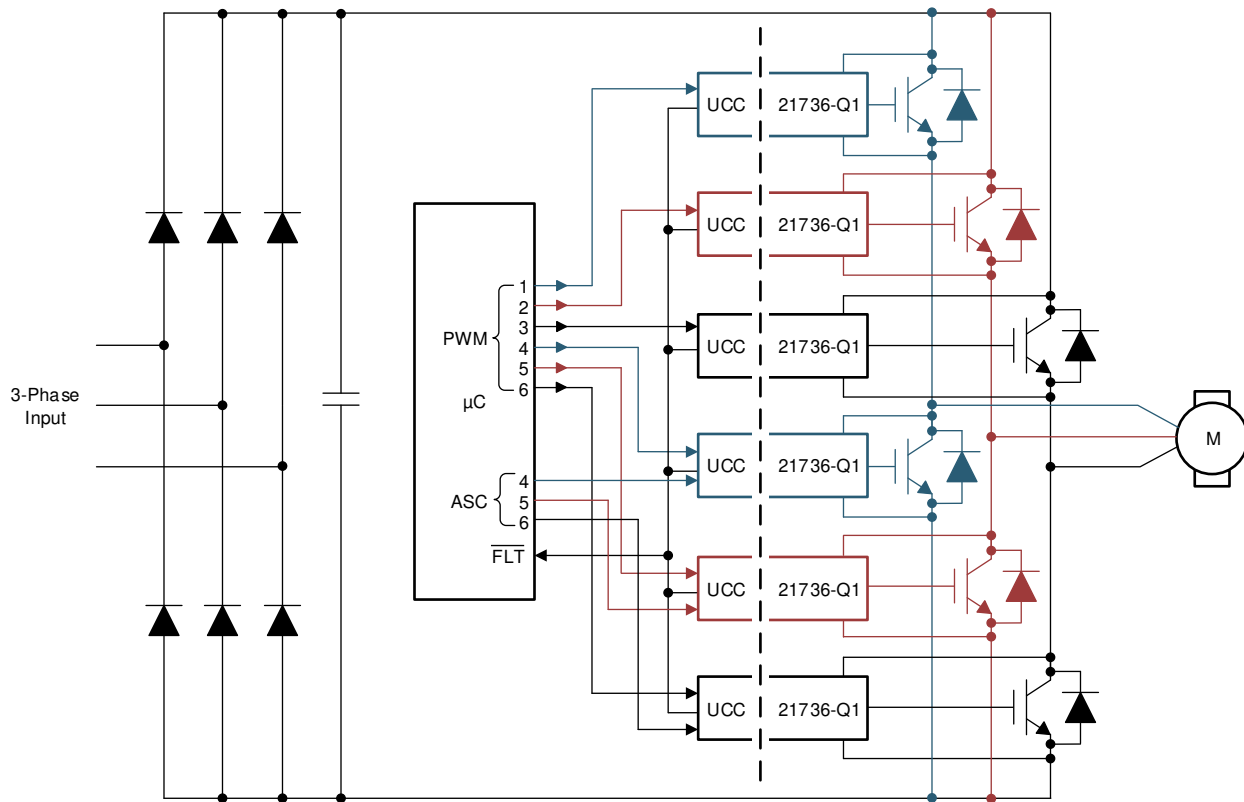 UCC 21736-Q1
UCC 21736-Q1
1
2
3
4
5
6
PWM
µC
UCC 21736-Q1
3-Phase
Input
M
UCC 21736-Q1
4
5
6
ASC
FLT
UCC 21736-Q1
UCC 21736-Q1